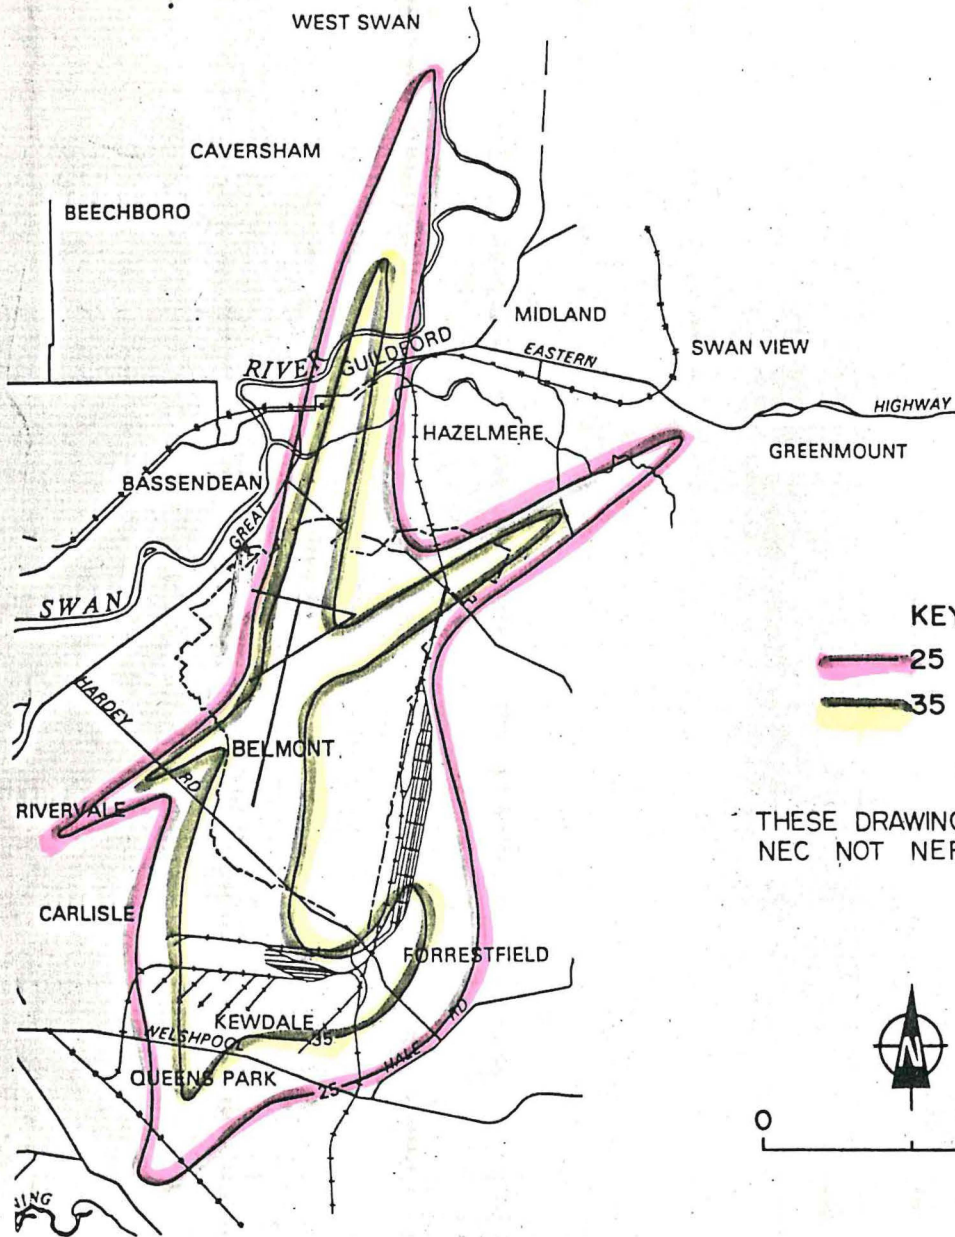 WEST SWAN
CAVERSHAM
BEECHBORO
MIDLAND
RIVER
GUILDFORD
EASTERN
SWAN VIEW
HIGHWAY
HAZELMERE
GREENMOUNT
BASSENDEAN
GREAT
SWAN
KEY
25
35
HARDEY
RD
BELMONT
RIVERVALE
THESE DRAWING
NEC NOT NEF
CARLISLE
FORRESTFIELD
KEWDALE
35
WELSHPOOL
HALE RD
QUEENS PARK
25
N
0
NING